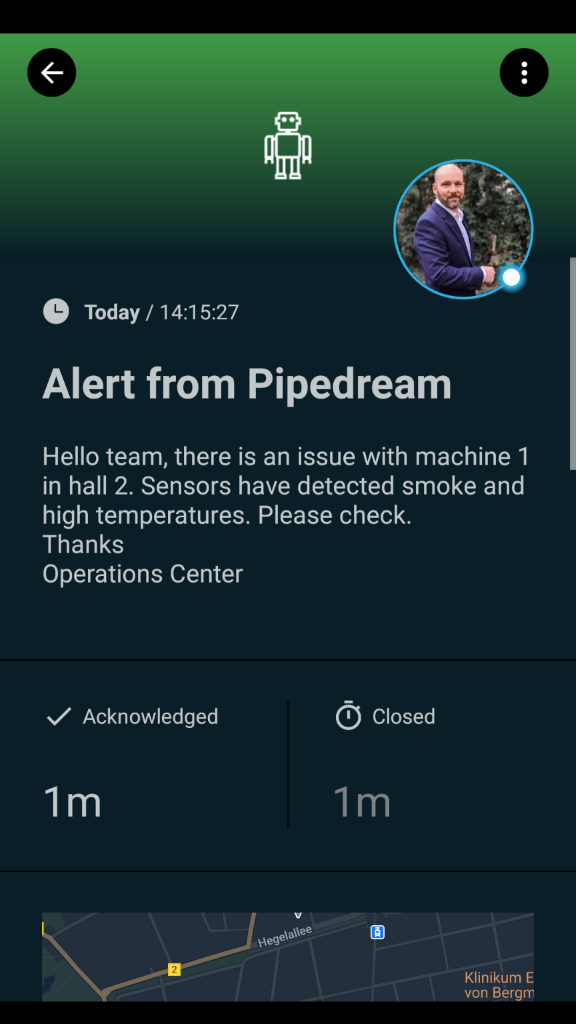 Today / 14:15:27
Alert from Pipedream
Hello team, there is an issue with machine 1
in hall 2. Sensors have detected smoke and
high temperatures. Please check.
Thanks
Operations Center
Acknowledged
Closed
1m
1m
Hegelallee
2
Klinikum E
von Bergm